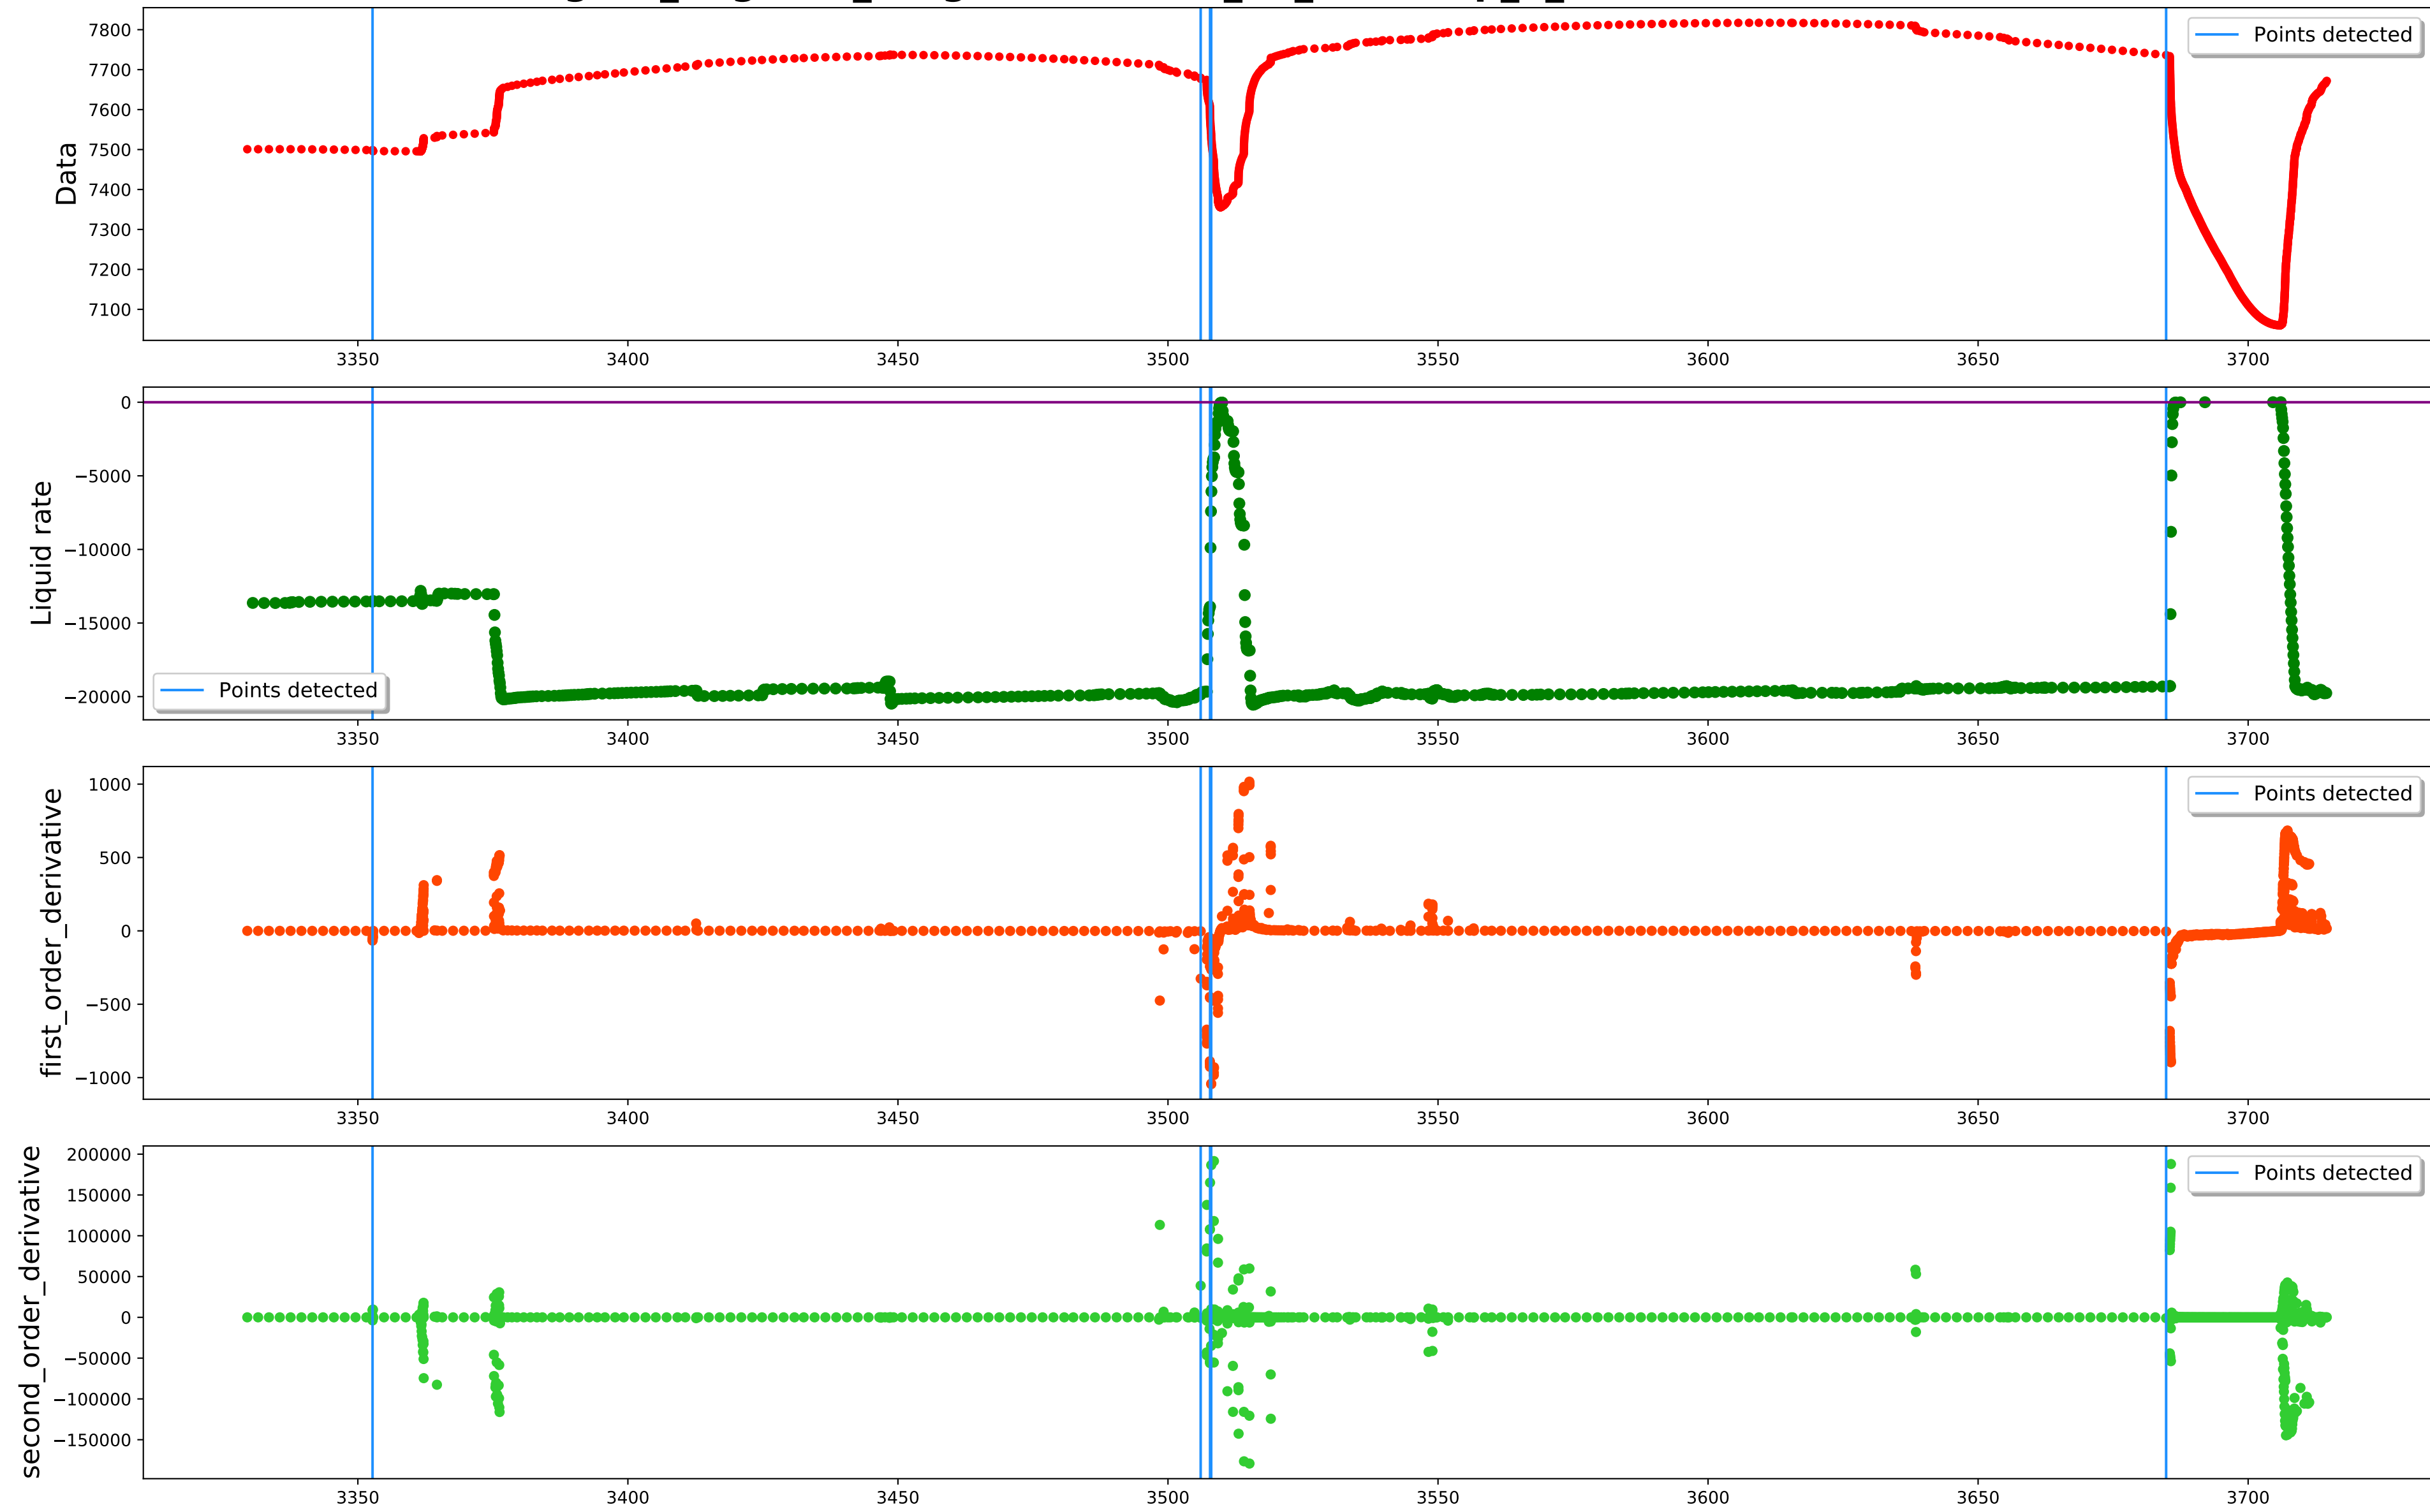 7800
7700
7600
7500
7400
7300
7200
7100
Data
Points detected
3350 3400 3450 3500 3550 3600 3650 3700
0
−5000
−10000
−15000
−20000
Liquid rate
Points detected
3350 3400 3450 3500 3550 3600 3650 3700
1000
500
0
−500
−1000
first_order_derivative
Points detected
3350 3400 3450 3500 3550 3600 3650 3700
200000
150000
100000
50000
0
−50000
−100000
−150000
second_order_derivative
Points detected
3350 3400 3450 3500 3550 3600 3650 3700